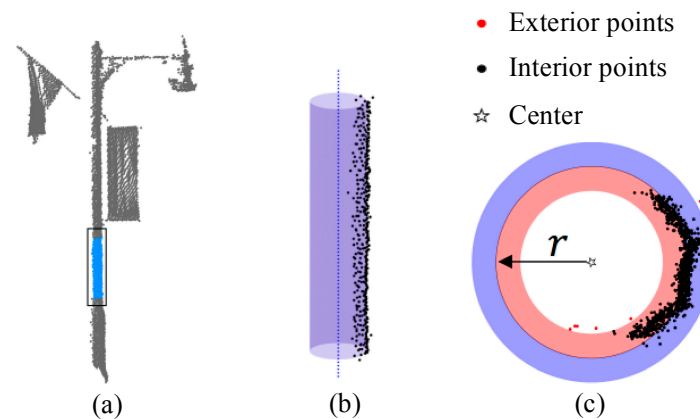 Exterior points
Interior points
Center
r
(a)
(b)
(c)